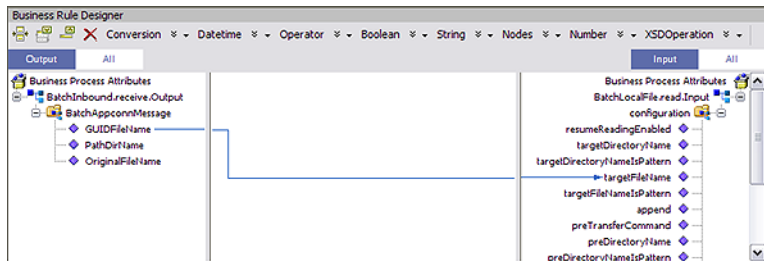 Business Rule Designer
Conversion Datetime Operator Boolean String Nodes Number XSDOperation
Output All Input All
Business Process Attributes
BatchInbound.receive.Output
BatchAppconnMessage
GUIDFileName
PathDirName
OriginalFileName
Business Process Attributes
BatchLocalFile.read.Input
configuration
resumeReadingEnabled
targetDirectoryName
targetDirectoryNameIsPattern
targetFileName
targetFileNameIsPattern
append
preTransferCommand
preDirectoryName
preDirectoryNameIsPattern